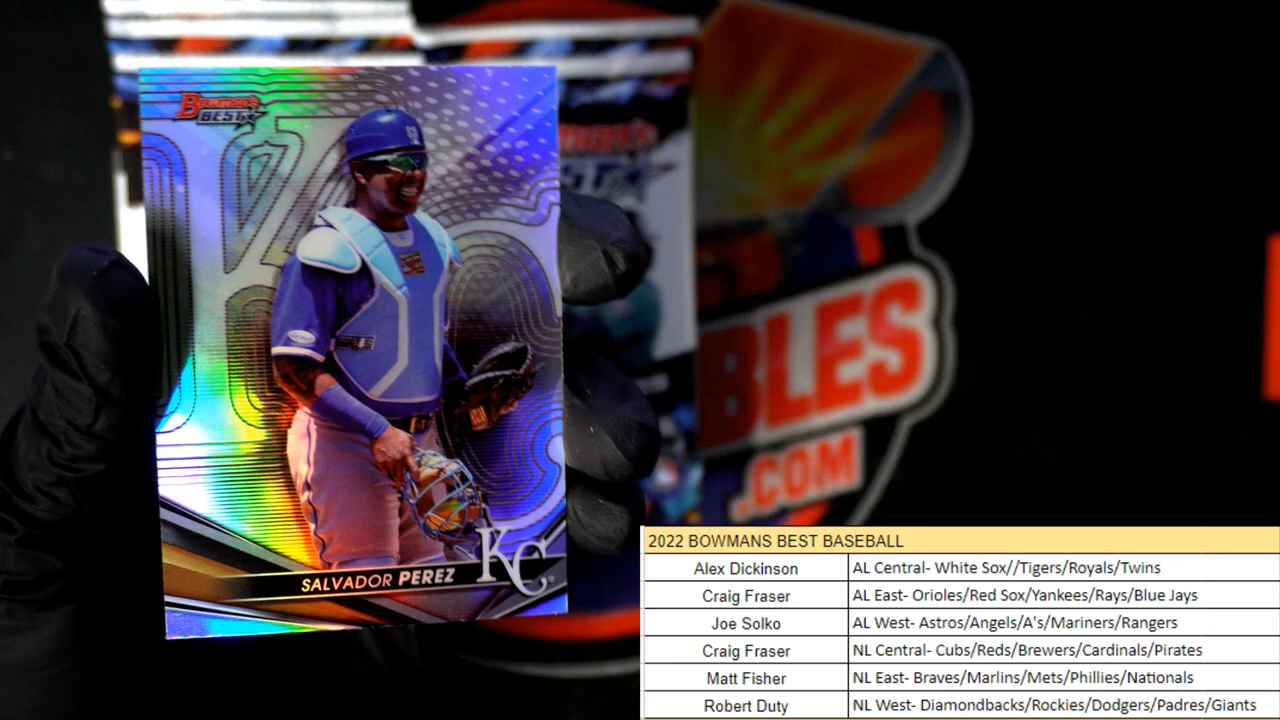 BOWMAN'S
BEST
SALVADOR PEREZ
KC
BLES
.COM
2022 BOWMANS BEST BASEBALL
Alex Dickinson AL Central- White Sox//Tigers/Royals/Twins
Craig Fraser AL East- Orioles/Red Sox/Yankees/Rays/Blue Jays
Joe Solko AL West- Astros/Angels/A's/Mariners/Rangers
Craig Fraser NL Central- Cubs/Reds/Brewers/Cardinals/Pirates
Matt Fisher NL East- Braves/Marlins/Mets/Phillies/Nationals
Robert Duty NL West- Diamondbacks/Rockies/Dodgers/Padres/Giants